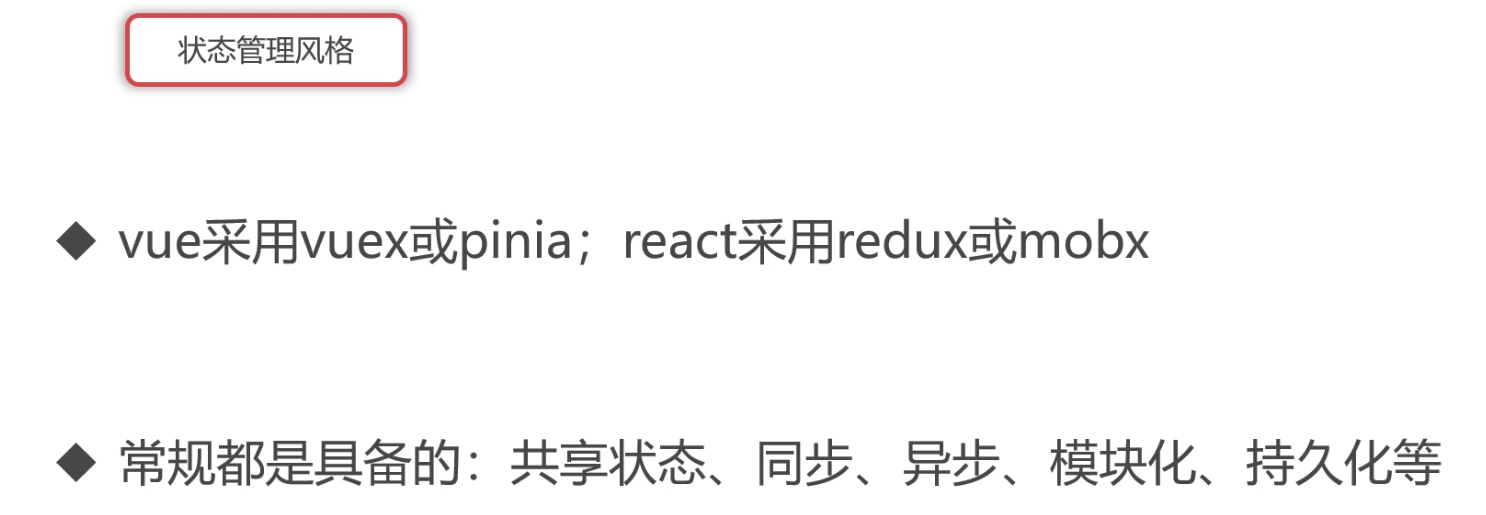 状态管理风格
◆ vue采用vuex或pinia；react采用redux或mobx
◆ 常规都是具备的：共享状态、同步、异步、模块化、持久化等